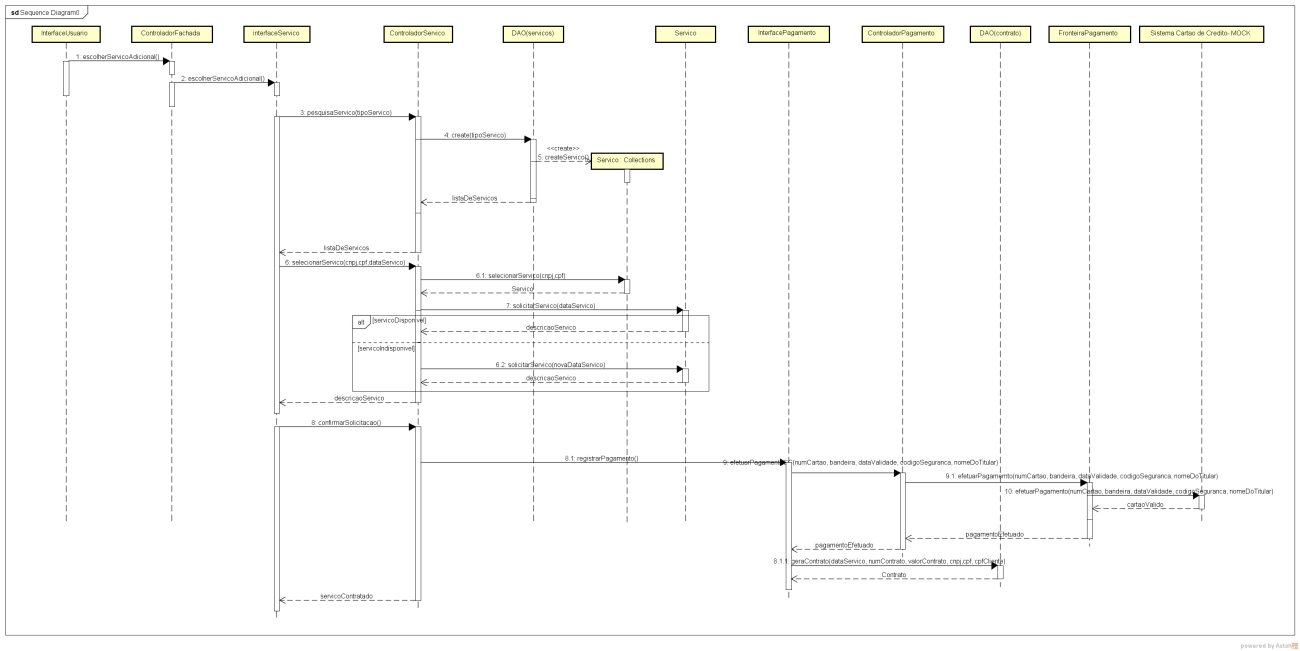 sd Sequence Diagram0
InterfaceUsuario
ControladorFachada
interfaceServico
ControladorServico
DAO(servicos)
Servico
InterfacePagamento
ControladorPagamento
DAO(contrato)
FronteiraPagamento
Sistema Cartao de Credito- MOCK
1: escolherServicoAdicional()
2: escolherServicoAdicional()
3: pesquisaServico(tipoServico)
4: create(tipoServico)
<<create>>
5: createServico()
Servico : Collections
listaDeServicos
listaDeServicos
6: selecionarServico(cnpj,cpf,dataServico)
6.1: selecionarServico(cnpj,cpf)
Servico
7: solicitarServico(dataServico)
alt
[servicoDisponivel]
descricaoServico
[servicoIndisponivel]
6.2: solicitarServico(novaDataServico)
descricaoServico
descricaoServico
8: confirmarSolicitacao()
8.1: registrarPagamento()
9: efetuarPagamento(numCartao, bandeira, dataValidade, codigoSeguranca, nomeDoTitular)
9.1: efetuarPagamento(numCartao, bandeira, dataValidade, codigoSeguranca, nomeDoTitular)
10: efetuarPagamento(numCartao, bandeira, dataValidade, codigoSeguranca, nomeDoTitular)
cartaoValido
pagamentoEfetuado
pagamentoEfetuado
8.1.1: geraContrato(dataServico, numContrato, valorContrato, cnpj,cpf, cpfCliente)
Contrato
servicoContratado
powered by Astah